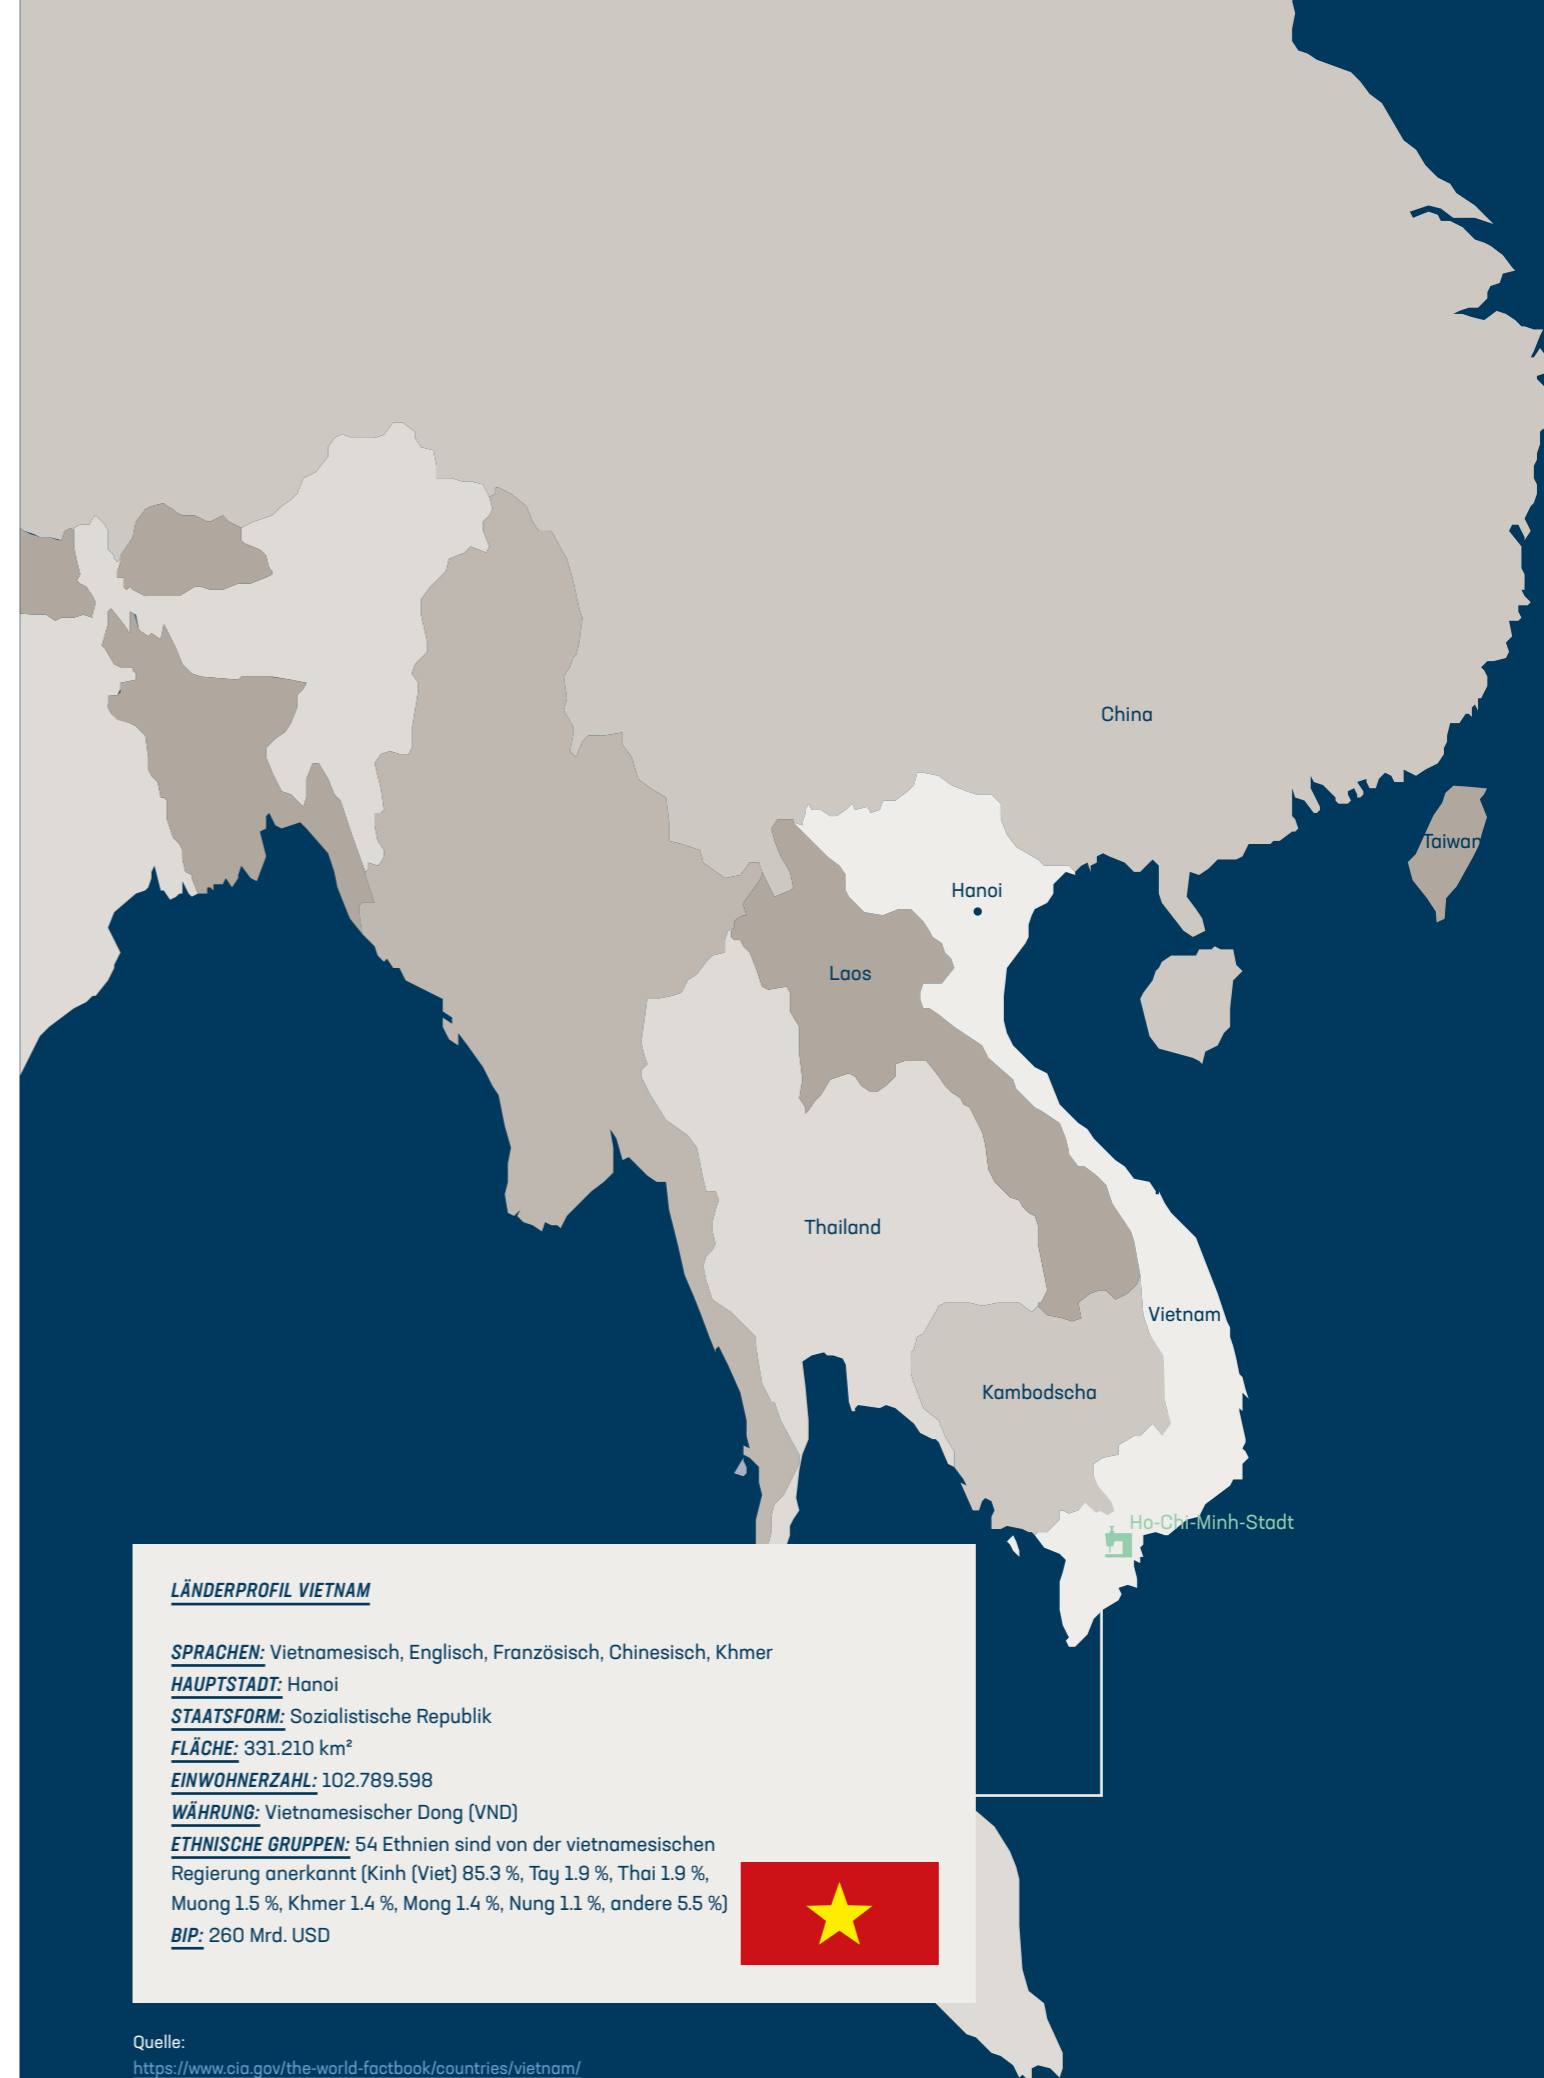 China
Taiwan
Hanoi
Laos
Thailand
Vietnam
Kambodscha
Ho-Chi-Minh-Stadt
LÄNDERPROFIL VIETNAM
SPRACHEN: Vietnamesisch, Englisch, Französisch, Chinesisch, Khmer
HAUPTSTADT: Hanoi
STAATSFORM: Sozialistische Republik
FLÄCHE: 331.210 km²
EINWOHNERZAHL: 102.789.598
WÄHRUNG: Vietnamesischer Dong (VND)
ETHNISCHE GRUPPEN: 54 Ethnien sind von der vietnamesischen
Regierung anerkannt (Kinh (Viet) 85.3 %, Tay 1.9 %, Thai 1.9 %,
Muong 1.5 %, Khmer 1.4 %, Mong 1.4 %, Nung 1.1 %, andere 5.5 %)
BIP: 260 Mrd. USD
Quelle:
https://www.cia.gov/the-world-factbook/countries/vietnam/